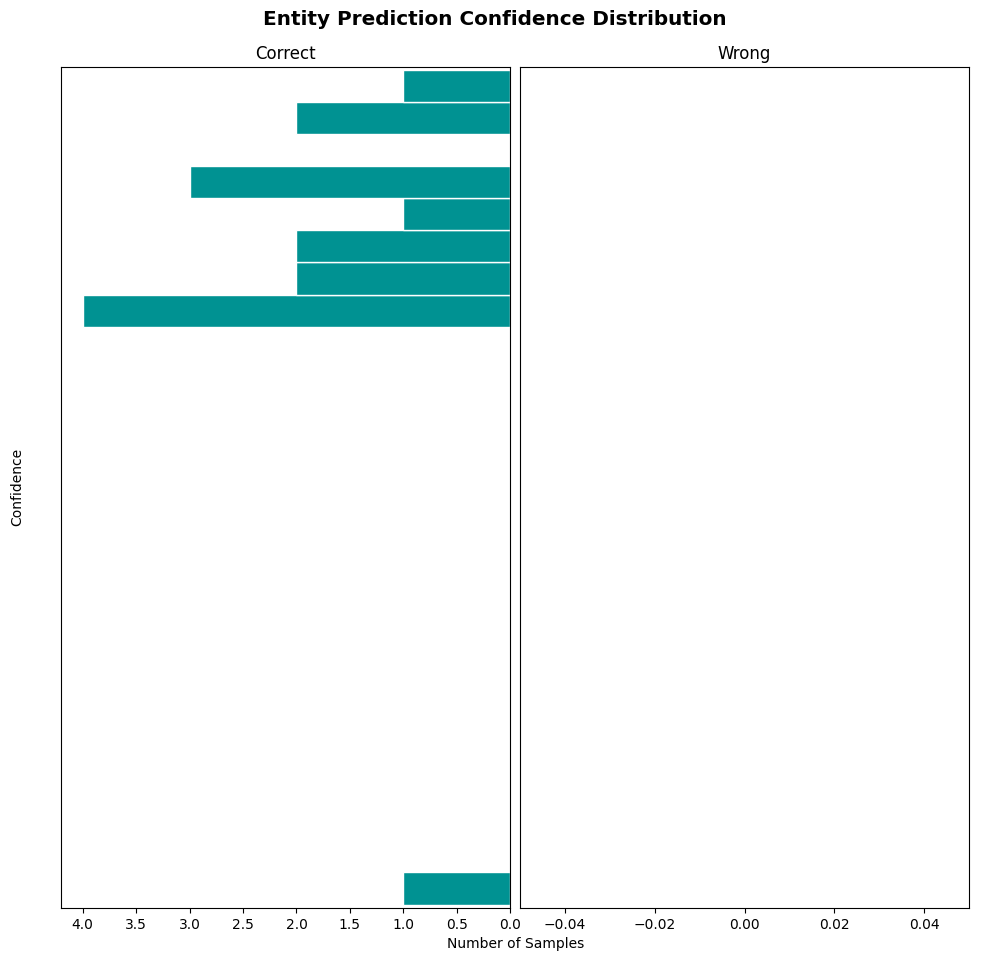 Entity Prediction Confidence Distribution
Correct
Wrong
Confidence
4.0 3.5 3.0 2.5 2.0 1.5 1.0 0.5 0.0
−0.04 −0.02 0.00 0.02 0.04
Number of Samples